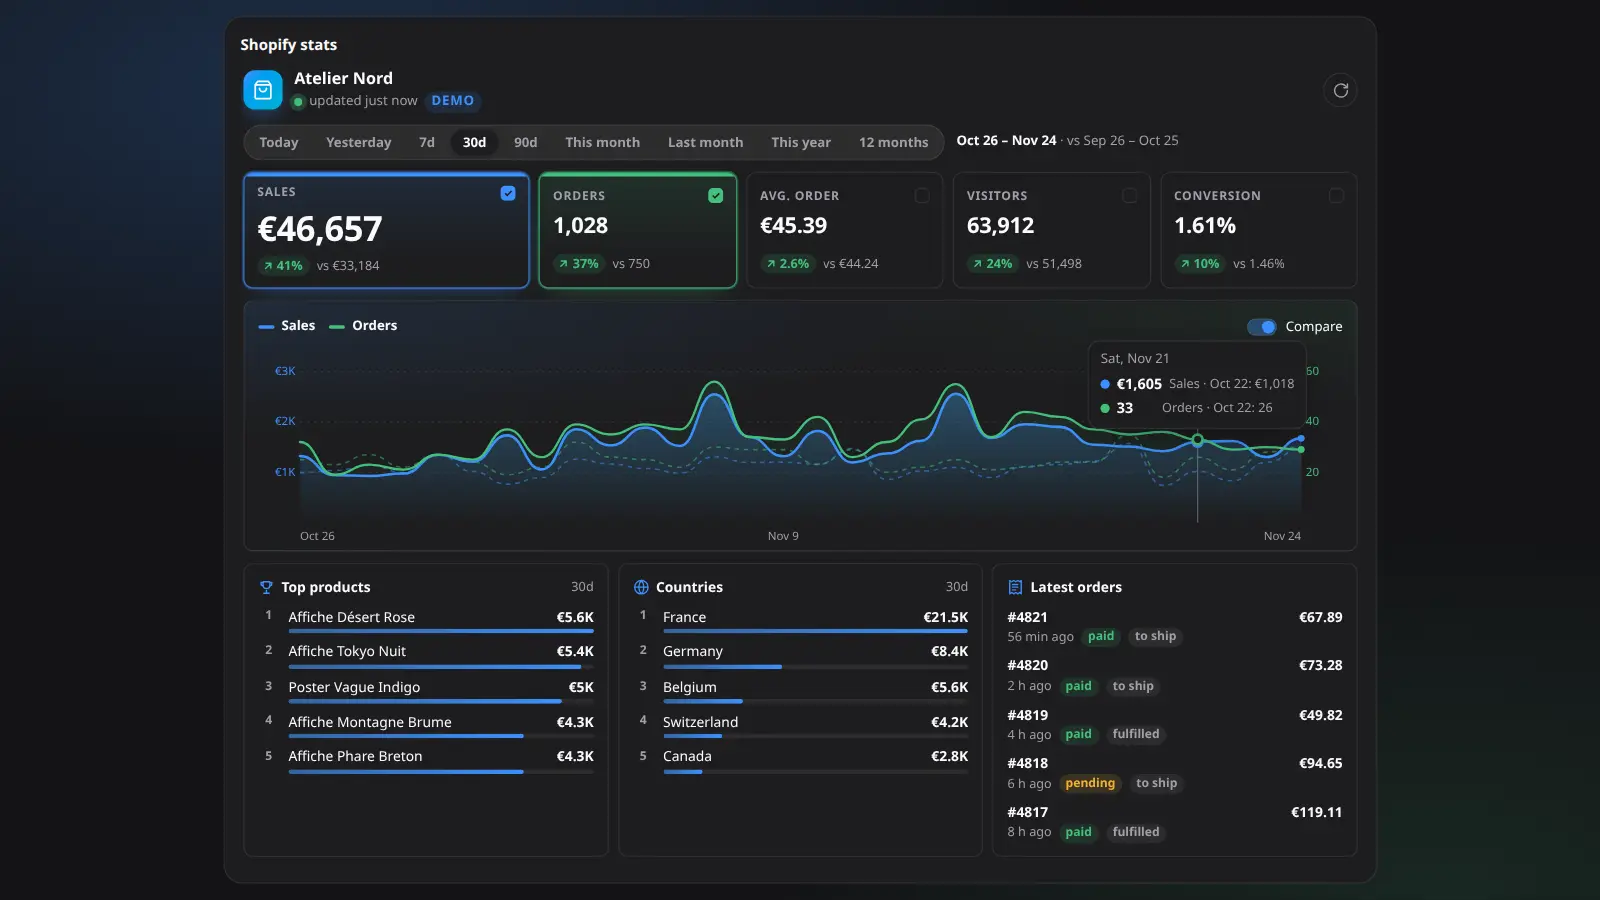 Shopify stats
Atelier Nord
updated just now DEMO
Today Yesterday 7d 30d 90d This month Last month This year 12 months Oct 26 – Nov 24 · vs Sep 26 – Oct 25
SALES
€46,657
↗ 41% vs €33,184
ORDERS
1,028
↗ 37% vs 750
AVG. ORDER
€45.39
↗ 2.6% vs €44.24
VISITORS
63,912
↗ 24% vs 51,498
CONVERSION
1.61%
↗ 10% vs 1.46%
Sales Orders Compare
Sat, Nov 21
€1,605 Sales · Oct 22: €1,018
33 Orders · Oct 22: 26
€3K 60
€2K 40
€1K 20
Oct 26 Nov 9 Nov 24
Top products 30d
1 Affiche Désert Rose €5.6K
2 Affiche Tokyo Nuit €5.4K
3 Poster Vague Indigo €5K
4 Affiche Montagne Brume €4.3K
5 Affiche Phare Breton €4.3K
Countries 30d
1 France €21.5K
2 Germany €8.4K
3 Belgium €5.6K
4 Switzerland €4.2K
5 Canada €2.8K
Latest orders
#4821 €67.89
56 min ago paid to ship
#4820 €73.28
2 h ago paid to ship
#4819 €49.82
4 h ago paid fulfilled
#4818 €94.65
6 h ago pending to ship
#4817 €119.11
8 h ago paid fulfilled